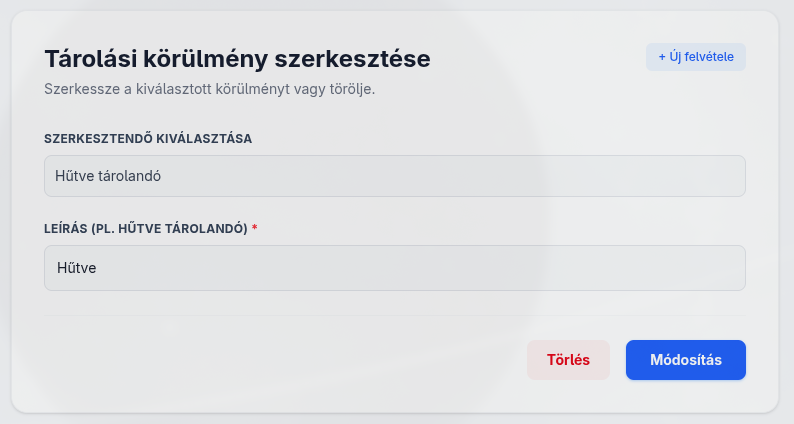 Tárolási körülmény szerkesztése
+ Új felvétele
Szerkessze a kiválasztott körülményt vagy törölje.
SZERKESZTENDŐ KIVÁLASZTÁSA
Hűtve tárolandó
LEÍRÁS (PL. HŰTVE TÁROLANDÓ) *
Hűtve
Törlés
Módosítás